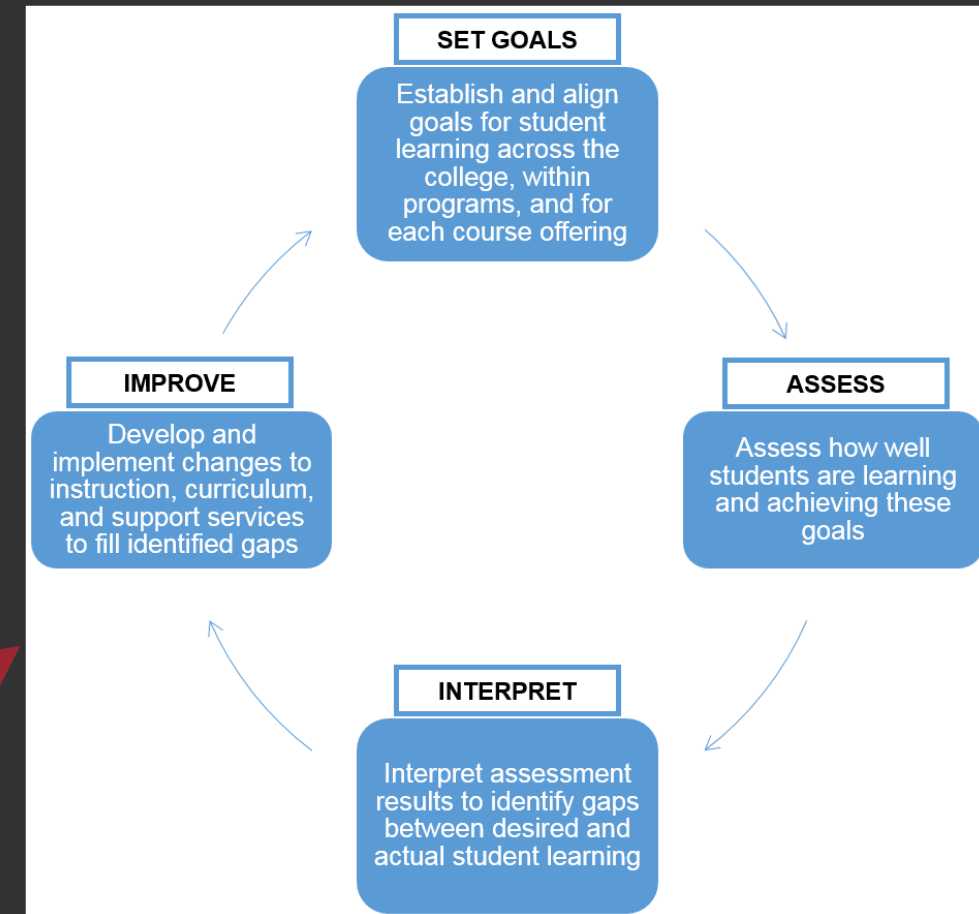 SET GOALS
Establish and align
goals for student
learning across the
college, within
programs, and for
each course offering
ASSESS
Assess how well
students are learning
and achieving these
goals
INTERPRET
Interpret assessment
results to identify gaps
between desired and
actual student learning
IMPROVE
Develop and
implement changes to
instruction, curriculum,
and support services
to fill identified gaps